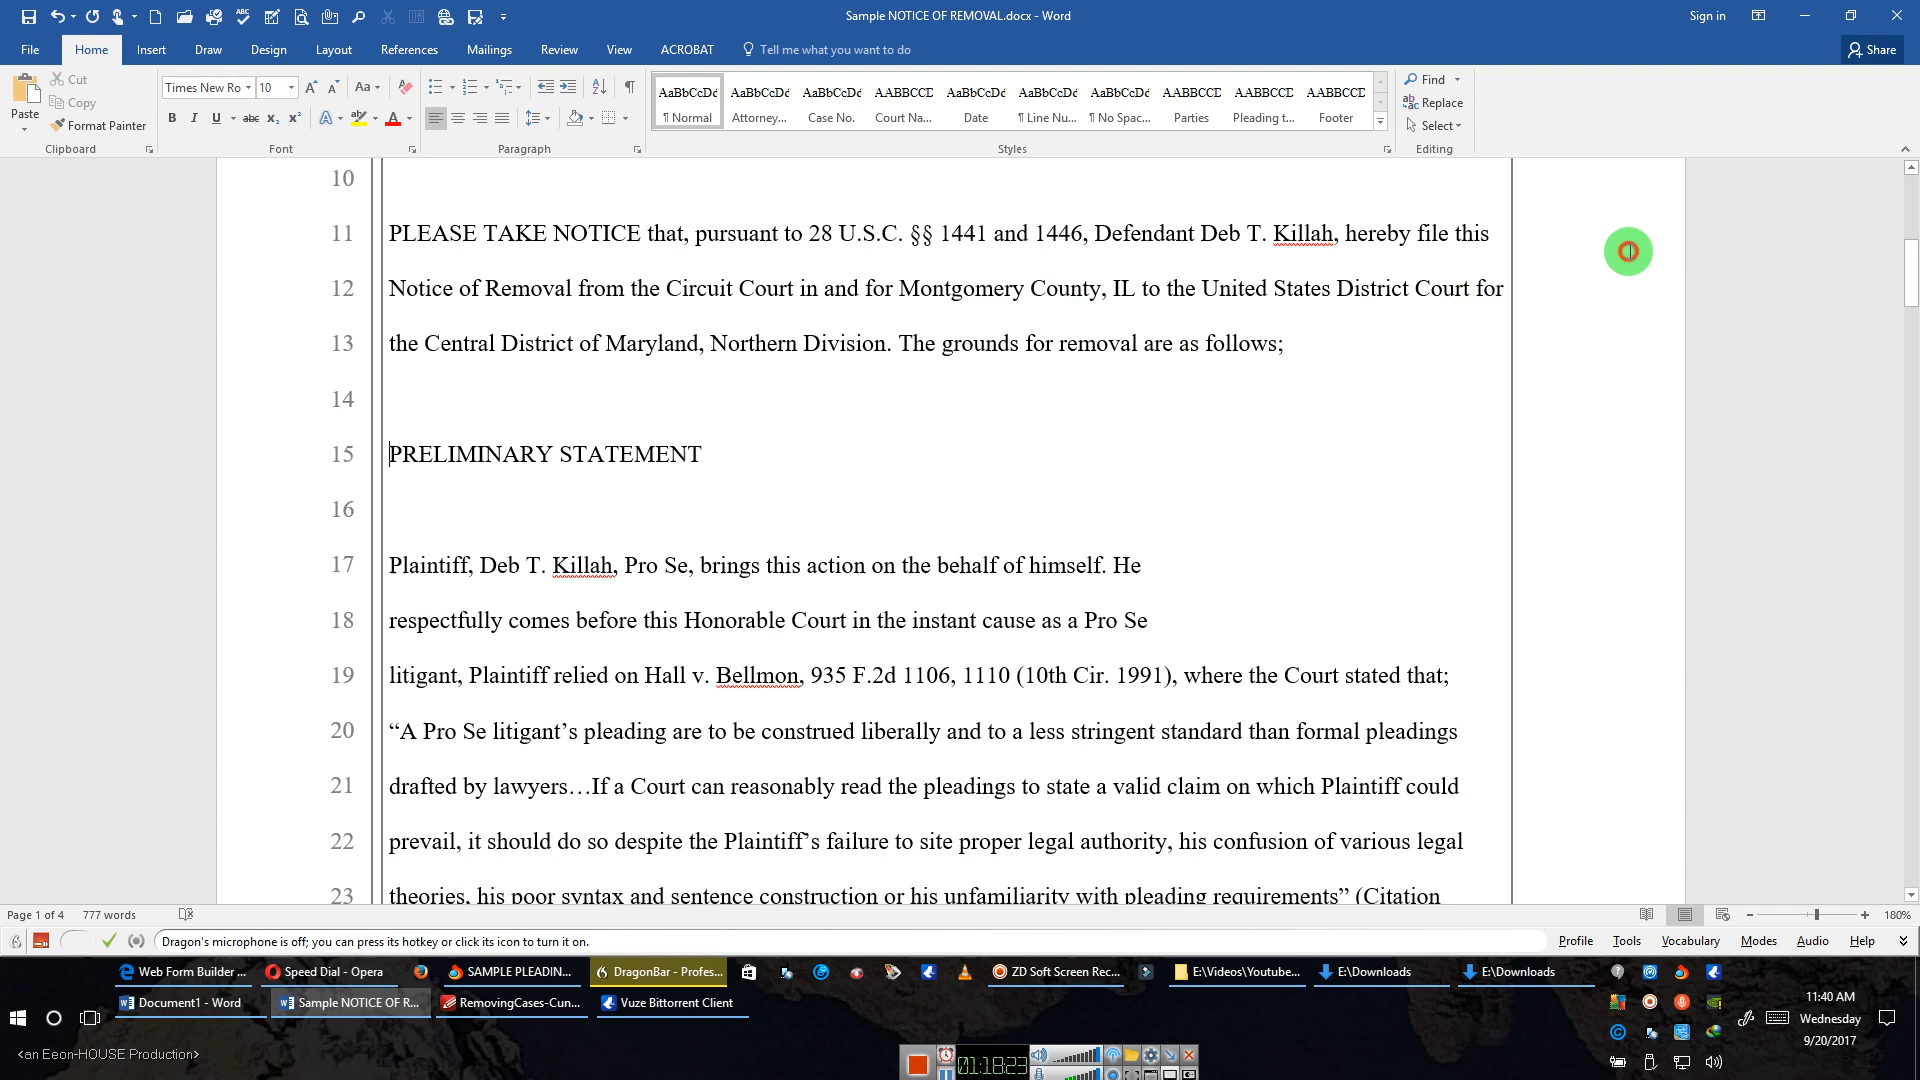 Sample NOTICE OF REMOVAL.docx - Word
Sign in
File Home Insert Draw Design Layout References Mailings Review View ACROBAT Tell me what you want to do Share
Paste
Cut
Copy
Format Painter
Clipboard
Times New Ro 10
Font
Paragraph
AaBbCcDd AaBbCcDd AaBbCcDd AABBCCD AaBbCcDd AaBbCcDd AaBbCcDd AABBCCD AABBCCD AABBCCD
¶ Normal Attorney... Case No. Court Na... Date ¶ Line Nu... ¶ No Spac... Parties Pleading t... Footer
Styles
Find
Replace
Select
Editing
10
11 PLEASE TAKE NOTICE that, pursuant to 28 U.S.C. §§ 1441 and 1446, Defendant Deb T. Killah, hereby file this
12 Notice of Removal from the Circuit Court in and for Montgomery County, IL to the United States District Court for
13 the Central District of Maryland, Northern Division. The grounds for removal are as follows;
14
15 PRELIMINARY STATEMENT
16
17 Plaintiff, Deb T. Killah, Pro Se, brings this action on the behalf of himself. He
18 respectfully comes before this Honorable Court in the instant cause as a Pro Se
19 litigant, Plaintiff relied on Hall v. Bellmon, 935 F.2d 1106, 1110 (10th Cir. 1991), where the Court stated that;
20 “A Pro Se litigant’s pleading are to be construed liberally and to a less stringent standard than formal pleadings
21 drafted by lawyers…If a Court can reasonably read the pleadings to state a valid claim on which Plaintiff could
22 prevail, it should do so despite the Plaintiff’s failure to site proper legal authority, his confusion of various legal
23 theories, his poor syntax and sentence construction or his unfamiliarity with pleading requirements” (Citation
Page 1 of 4 777 words 180%
Dragon's microphone is off; you can press its hotkey or click its icon to turn it on.
Profile Tools Vocabulary Modes Audio Help
Web Form Builder ... Speed Dial - Opera SAMPLE PLEADIN... DragonBar - Profes... ZD Soft Screen Rec... E:\Videos\Youtube... E:\Downloads E:\Downloads
Document1 - Word Sample NOTICE OF R... RemovingCases-Cun... Vuze Bittorrent Client
11:40 AM
Wednesday
9/20/2017
<an Eeon-HOUSE Production>
01:18:23